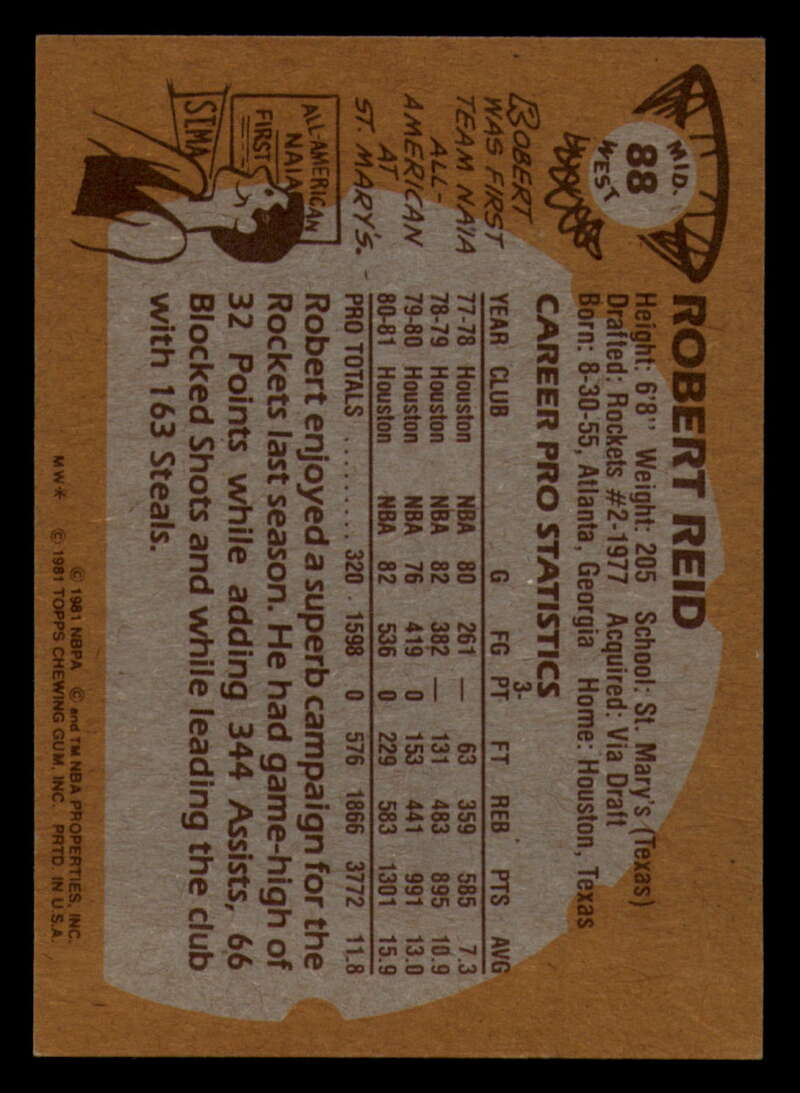 88
MID.
WEST
ROBERT REID
Height: 6'8" Weight: 205 School: St. Mary's (Texas)
Drafted: Rockets #2-1977 Acquired: Via Draft
Born: 8-30-55, Atlanta, Georgia Home: Houston, Texas
CAREER PRO STATISTICS
3-
YEAR CLUB G FG PT FT REB PTS AVG
77-78 Houston NBA 80 261 — 63 359 585 7.3
78-79 Houston NBA 82 382 — 131 483 895 10.9
79-80 Houston NBA 76 419 0 153 441 991 13.0
80-81 Houston NBA 82 536 0 229 583 1301 15.9
PRO TOTALS ......... 320 1598 0 576 1866 3772 11.8
Robert enjoyed a superb campaign for the
Rockets last season. He had game-high of
32 Points while adding 344 Assists, 66
Blocked Shots and while leading the club
with 163 Steals.
ROBERT
WAS FIRST
TEAM NAIA
ALL-
AMERICAN
AT
ST. MARY'S.
ALL-AMERICAN
NAIA
FIRST
ST.MA
© 1981 NBPA © and TM NBA PROPERTIES, INC.
MW* © 1981 TOPPS CHEWING GUM, INC. PRTD. IN U.S.A.